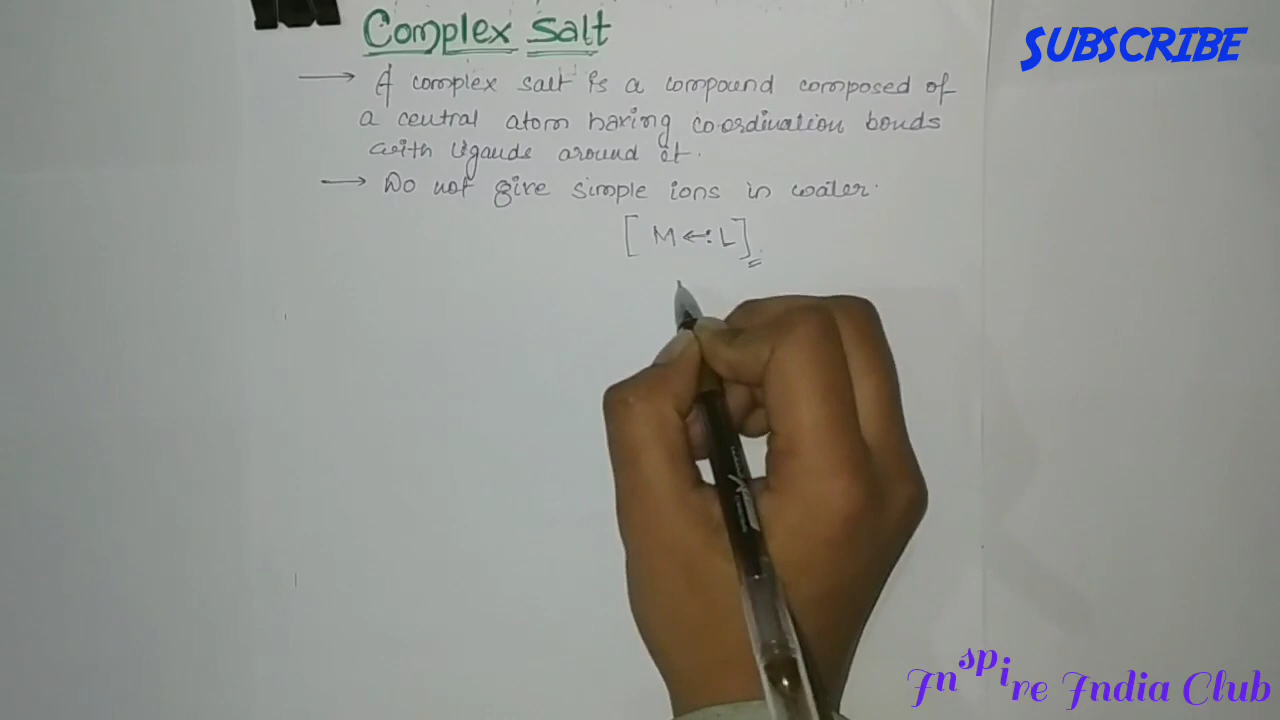 Complex Salt
SUBSCRIBE
→ A complex salt is a compound composed of
a central atom having co-ordination bonds
with ligands around it.
→ Do not give simple ions in water.
[M←:L]
Inspire India Club